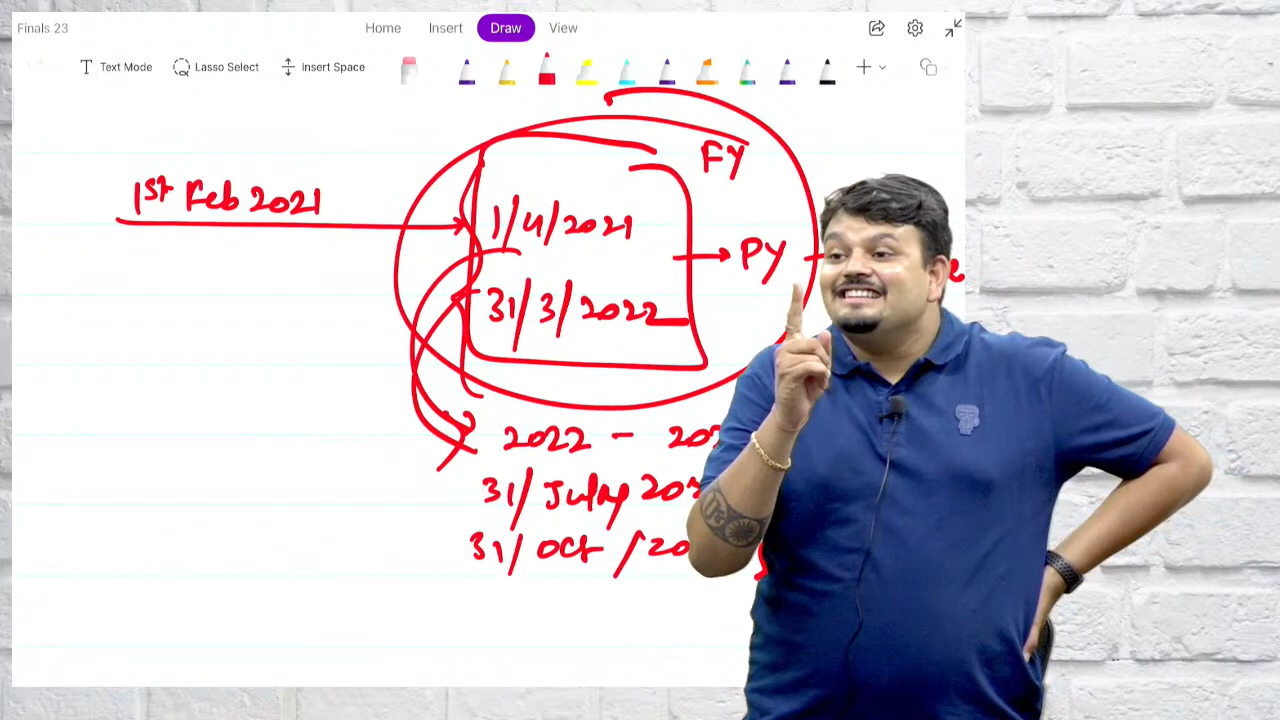 Finals 23
Home Insert Draw View
Text Mode Lasso Select Insert Space
FY
1st Feb 2021
1/4/2021
PY
31/3/2022
2022 -
31/July
31/Oct